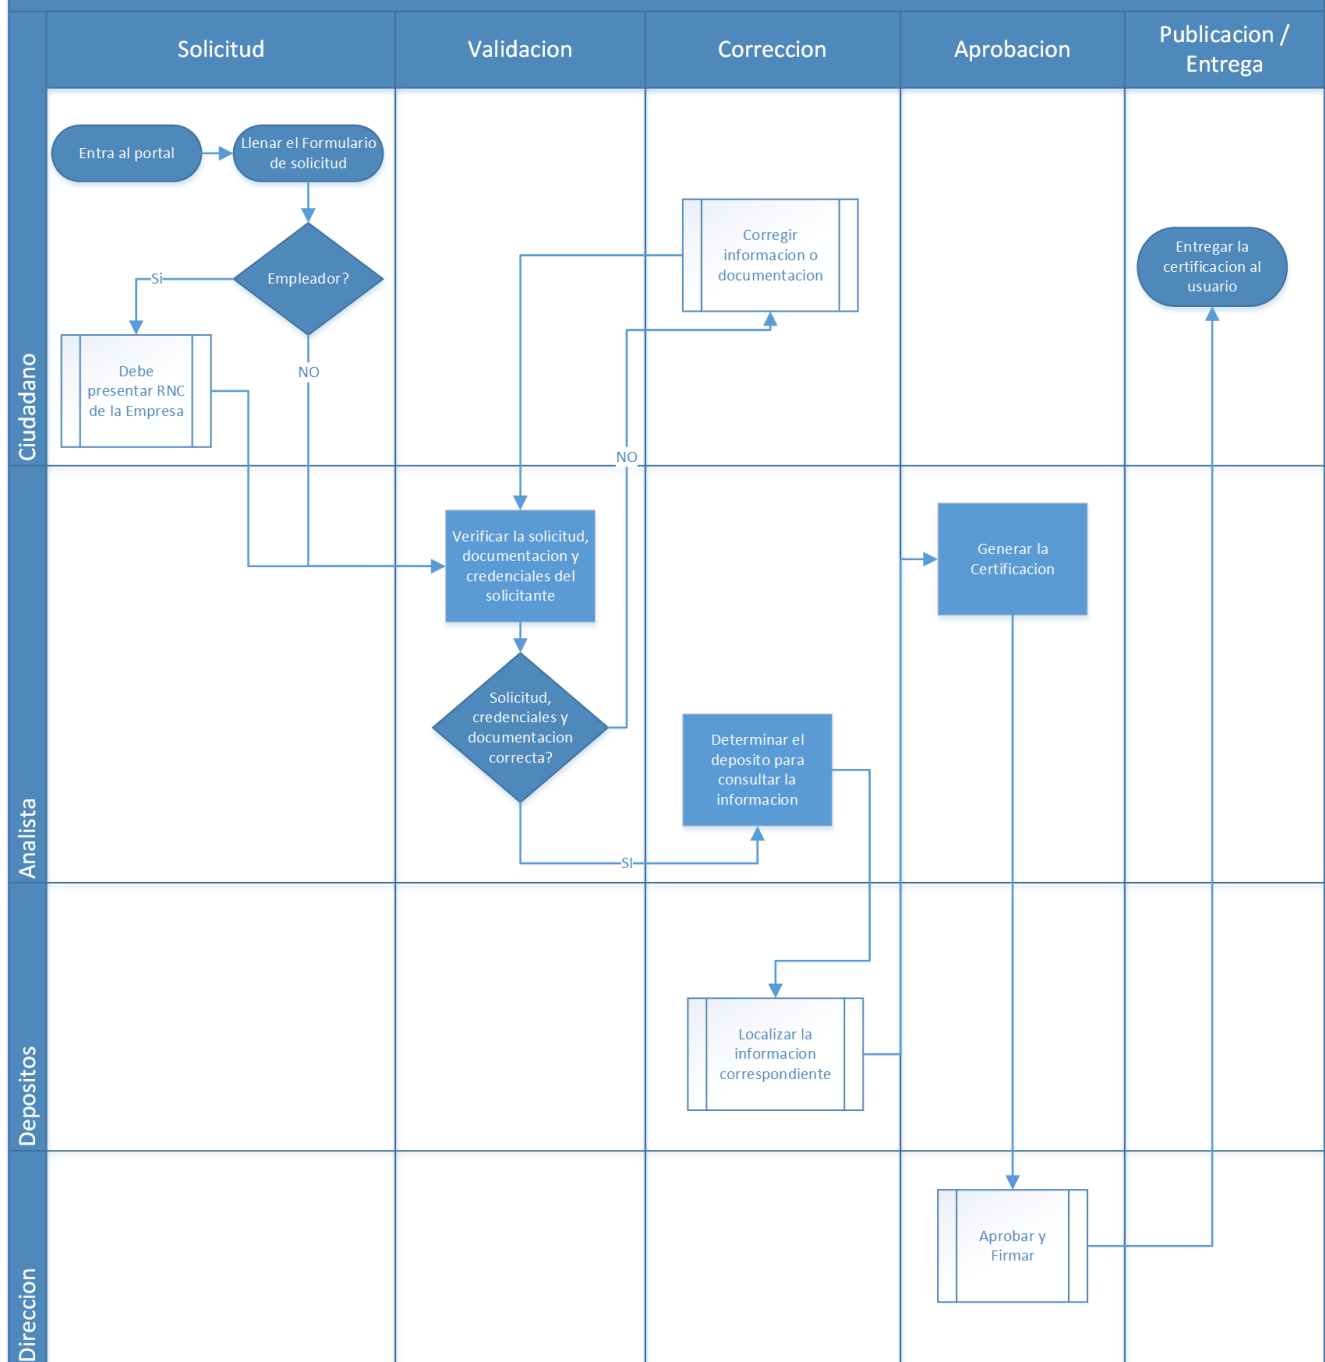 Solicitud
Validacion
Correccion
Aprobacion
Publicacion /
Entrega
Ciudadano
Entra al portal
Llenar el Formulario
de solicitud
Empleador?
Si
Debe
presentar RNC
de la Empresa
NO
Corregir
informacion o
documentacion
Entregar la
certificacion al
usuario
NO
Analista
Verificar la solicitud,
documentacion y
credenciales del
solicitante
Solicitud,
credenciales y
documentacion
correcta?
SI
Determinar el
deposito para
consultar la
informacion
Generar la
Certificacion
Depositos
Localizar la
informacion
correspondiente
Direccion
Aprobar y
Firmar